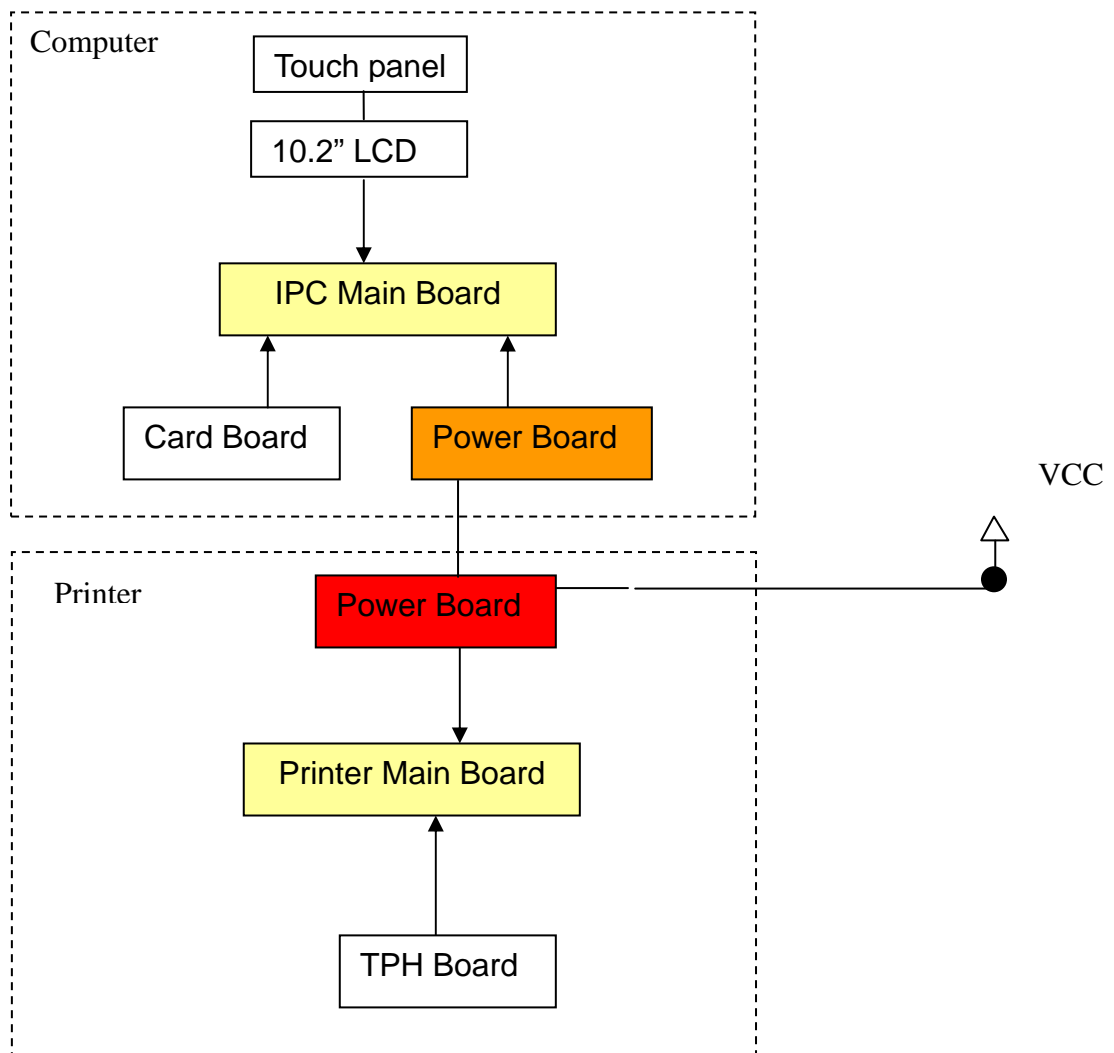 Computer
Touch panel
10.2” LCD
IPC Main Board
Card Board
Power Board
VCC
Printer
Power Board
Printer Main Board
TPH Board